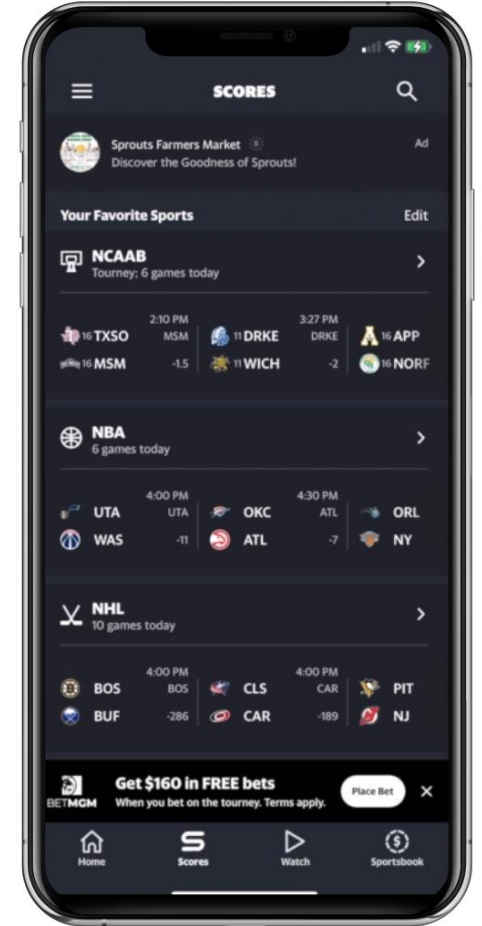 SCORES
Sprouts Farmers Market
Ad
Discover the Goodness of Sprouts!
Your Favorite Sports
Edit
NCAAB
Tourney; 6 games today
2:10 PM
16 TXSO MSM
16 MSM -1.5
3:27 PM
11 DRKE DRKE
11 WICH -2
16 APP
16 NORF
NBA
6 games today
4:00 PM
UTA UTA
WAS -11
4:30 PM
OKC ATL
ATL -7
ORL
NY
NHL
10 games today
4:00 PM
BOS BOS
BUF -286
4:00 PM
CLS CAR
CAR -189
PIT
NJ
BETMGM
Get $160 in FREE bets
When you bet on the tourney. Terms apply.
Place Bet
Home
Scores
Watch
Sportsbook